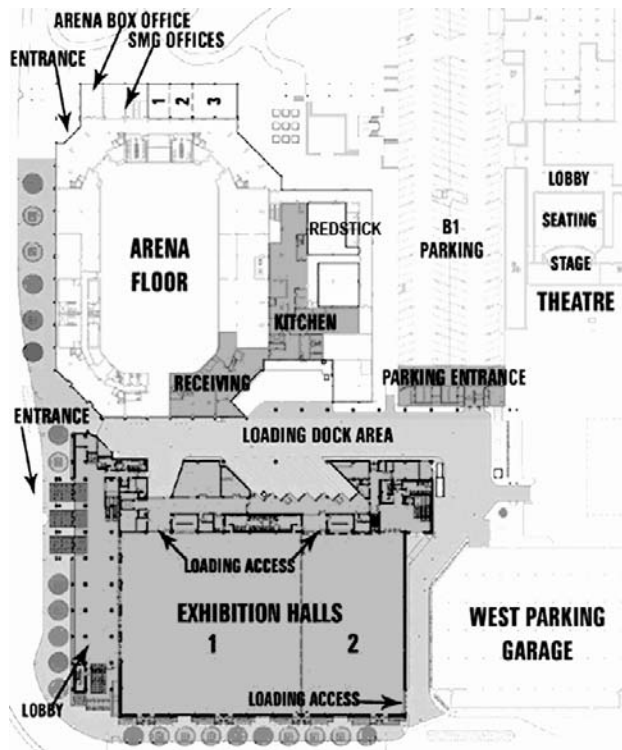 ARENA BOX OFFICE
SMG OFFICES
ENTRANCE
1 2 3
LOBBY
REDSTICK
SEATING
B1
PARKING
ARENA
FLOOR
STAGE
THEATRE
KITCHEN
RECEIVING
PARKING ENTRANCE
ENTRANCE
LOADING DOCK AREA
LOADING ACCESS
EXHIBITION HALLS
1 2
WEST PARKING
GARAGE
LOADING ACCESS
LOBBY